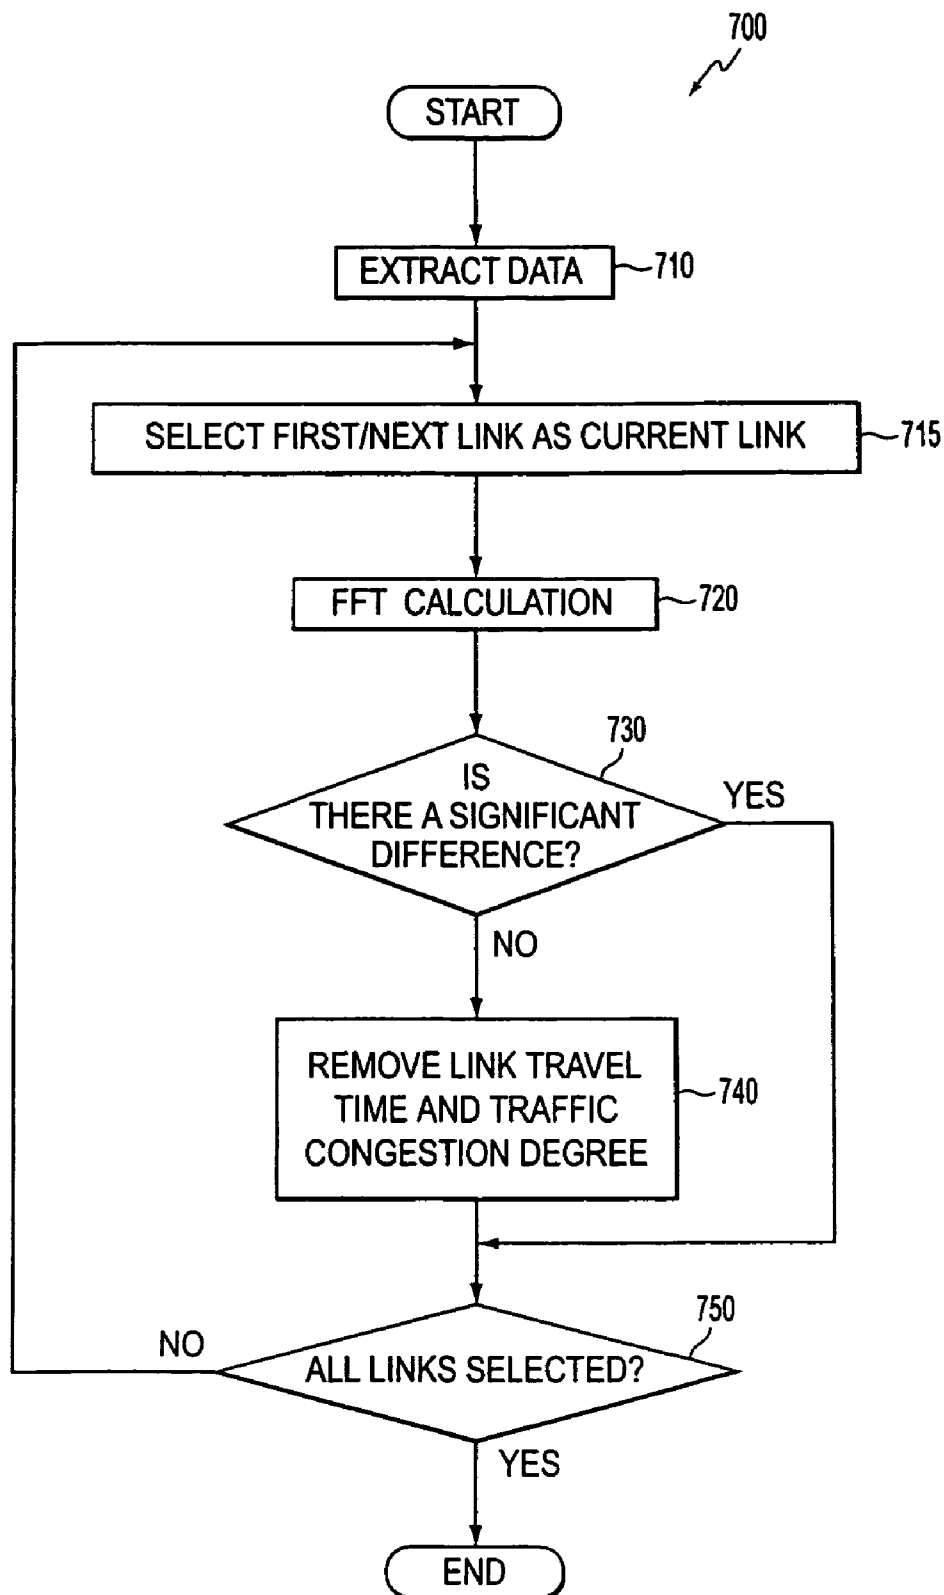 700
START
EXTRACT DATA
710
SELECT FIRST/NEXT LINK AS CURRENT LINK
715
FFT CALCULATION
720
730
IS
THERE A SIGNIFICANT
DIFFERENCE?
YES
NO
REMOVE LINK TRAVEL
TIME AND TRAFFIC
CONGESTION DEGREE
740
750
NO
ALL LINKS SELECTED?
YES
END